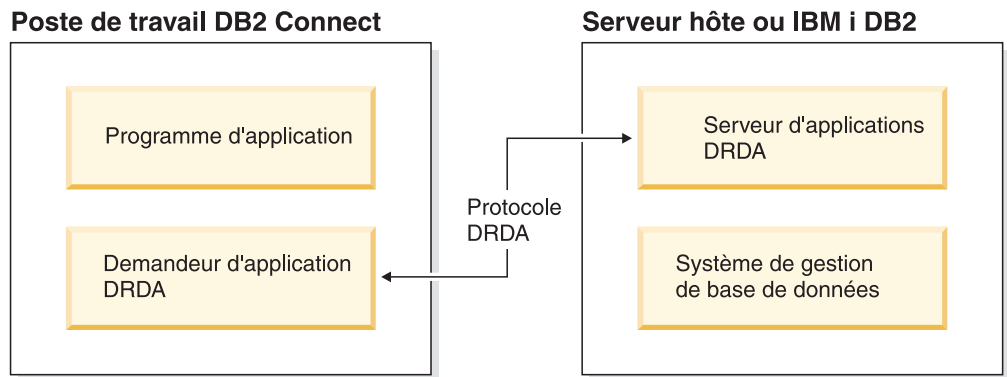 Poste de travail DB2 Connect
Serveur hôte ou IBM i DB2
Programme d'application
Demandeur d'application
DRDA
Protocole
DRDA
Serveur d'applications
DRDA
Système de gestion
de base de données